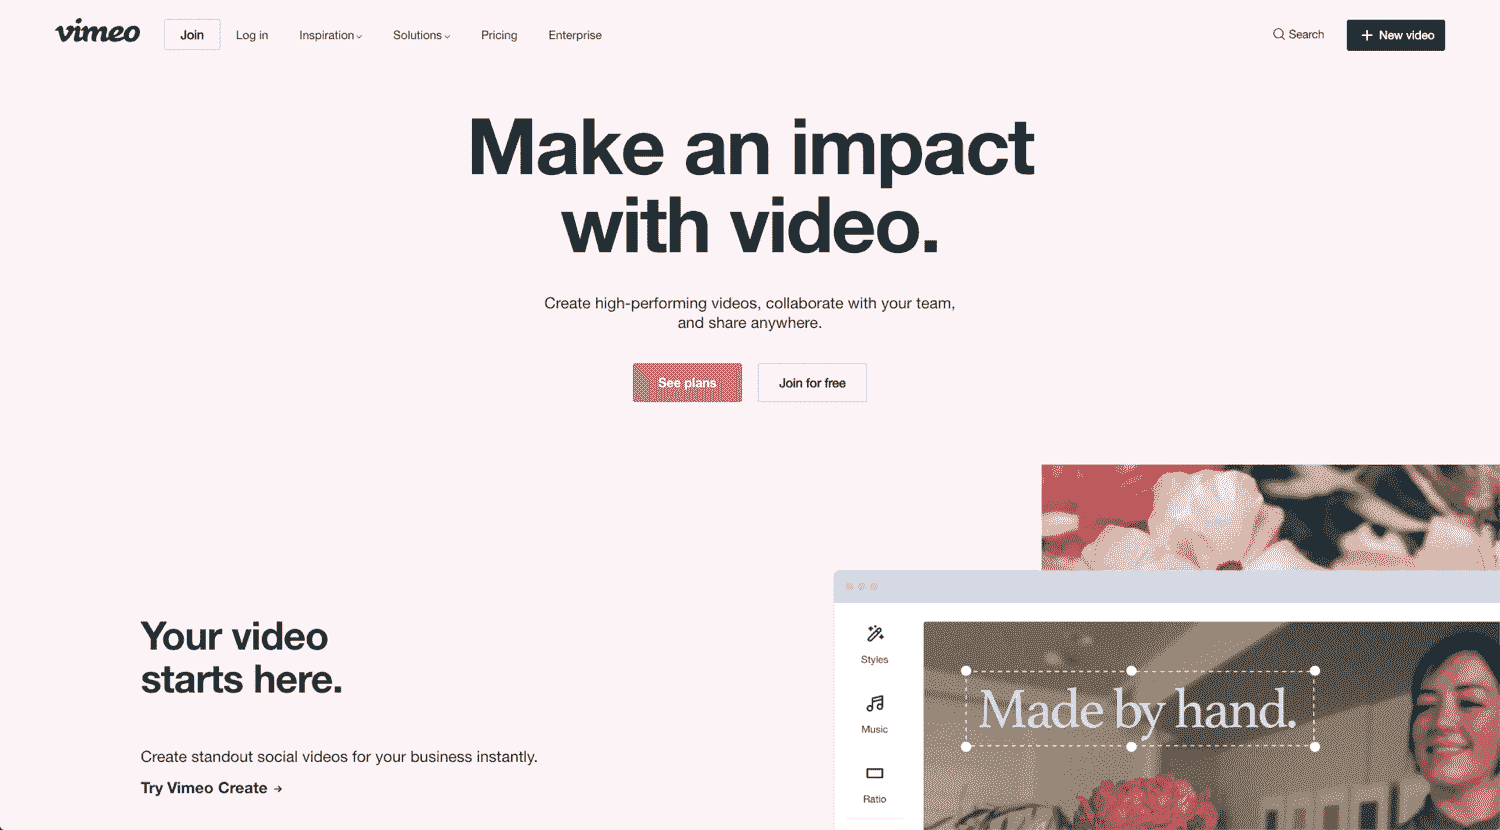 vimeo
Join
Log in
Inspiration
Solutions
Pricing
Enterprise
Search
New video
Make an impact
with video.
Create high-performing videos, collaborate with your team,
and share anywhere.
See plans
Join for free
Your video
starts here.
Create standout social videos for your business instantly.
Try Vimeo Create →
Styles
Music
Ratio
Made by hand.